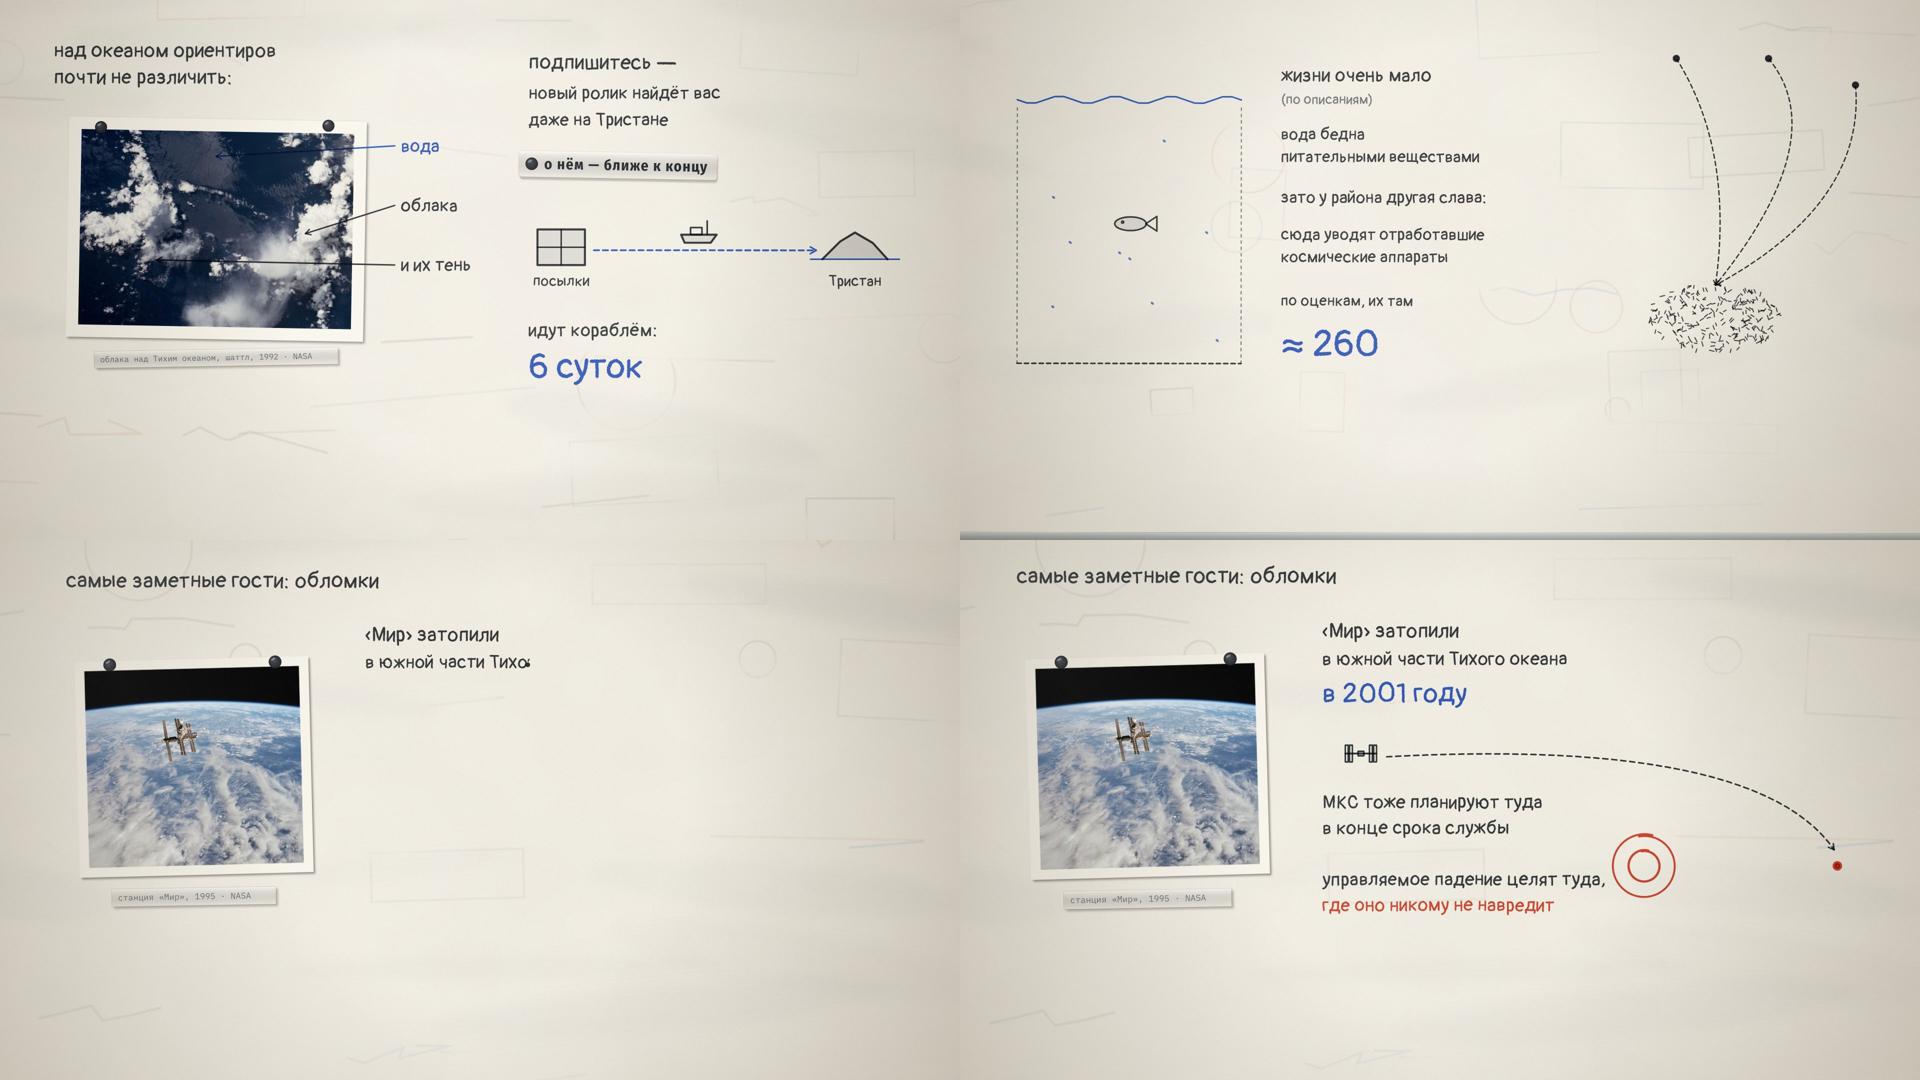 над океаном ориентиров
почти не различить:
вода
облака
и их тень
облака над Тихим океаном, шаттл, 1992 · NASA
подпишитесь —
новый ролик найдёт вас
даже на Тристане
о нём — ближе к концу
посылки
Тристан
идут кораблём:
6 суток
жизни очень мало
(по описаниям)
вода бедна
питательными веществами
зато у района другая слава:
сюда уводят отработавшие
космические аппараты
по оценкам, их там
≈ 260
самые заметные гости: обломки
‹Мир› затопили
в южной части Тихо
станция «Мир», 1995 · NASA
самые заметные гости: обломки
‹Мир› затопили
в южной части Тихого океана
в 2001 году
МКС тоже планируют туда
в конце срока службы
управляемое падение целят туда,
где оно никому не навредит
станция «Мир», 1995 · NASA